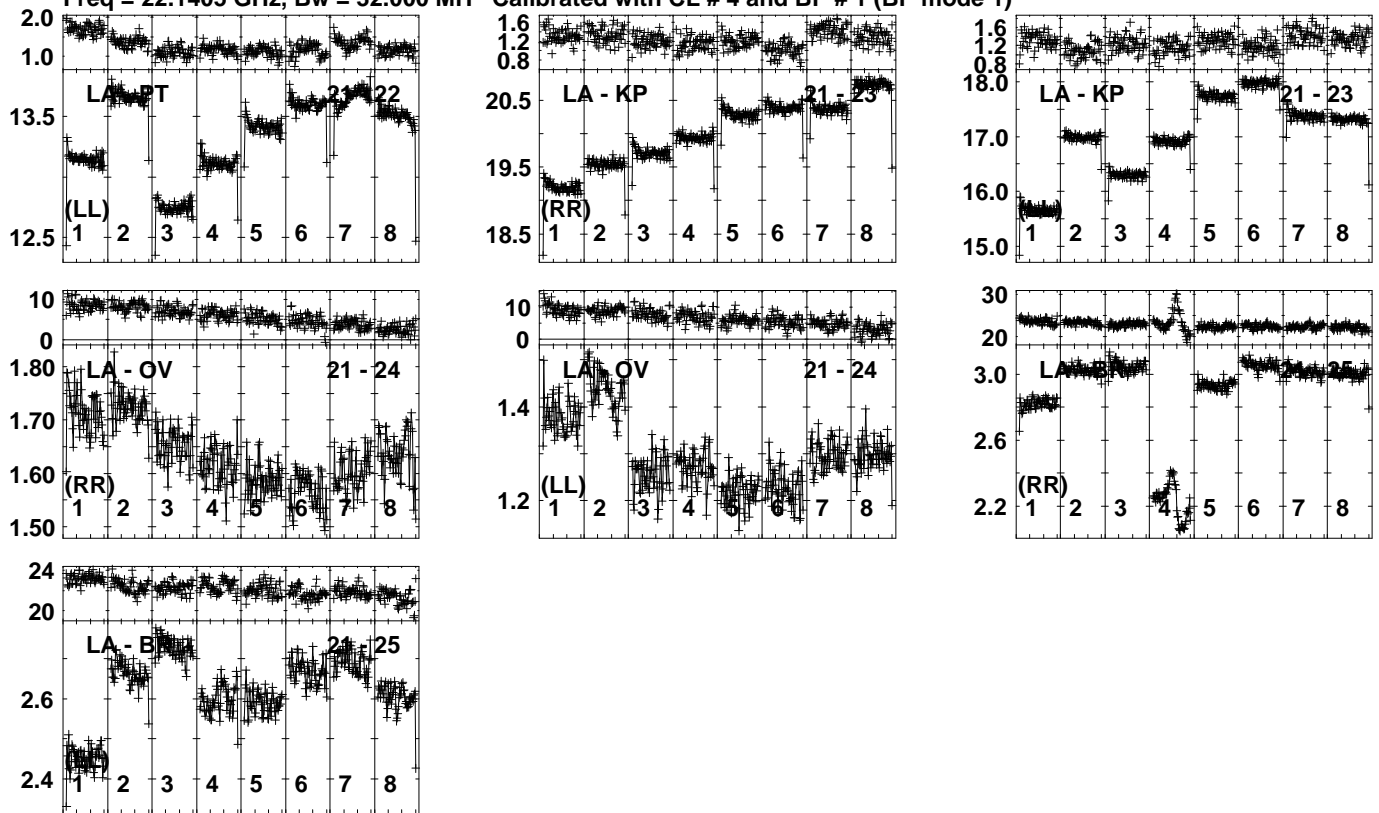 Calibrated with CL # 4 and BP # 1 (BP mode 1)
2.0
1.0
LA - PT 21 - 22
13.5
12.5
(LL)
1 2 3 4 5 6 7 8
1.6
1.2
0.8
LA - KP 21 - 23
20.5
19.5
18.5
(RR)
1 2 3 4 5 6 7 8
1.6
1.2
0.8
LA - KP 21 - 23
18.0
17.0
16.0
15.0
1 2 3 4 5 6 7 8
10
0
LA - OV 21 - 24
1.80
1.70
1.60
1.50
(RR)
1 2 3 4 5 6 7 8
10
0
LA - OV 21 - 24
1.4
1.2
(LL)
1 2 3 4 5 6 7 8
30
20
LA - BR 21 - 25
3.0
2.6
2.2
(RR)
1 2 3 4 5 6 7 8
24
20
LA - BR 21 - 25
2.6
2.4
(LL)
1 2 3 4 5 6 7 8